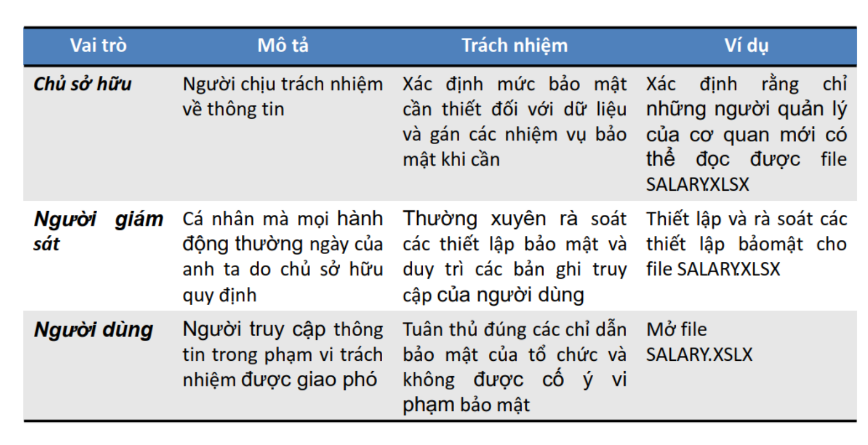 Vai trò Mô tả Trách nhiệm Ví dụ
Chủ sở hữu
Người chịu trách nhiệm
về thông tin
Xác định mức bảo mật
cần thiết đối với dữ liệu
và gán các nhiệm vụ bảo
mật khi cần
Xác định rằng chỉ
những người quản lý
của cơ quan mới có
thể đọc được file
SALARY.XLSX
Người giám
sát
Cá nhân mà mọi hành
động thường ngày của
anh ta do chủ sở hữu
quy định
Thường xuyên rà soát
các thiết lập bảo mật và
duy trì các bản ghi truy
cập của người dùng
Thiết lập và rà soát các
thiết lập bảomật cho
file SALARY.XLSX
Người dùng
Người truy cập thông
tin trong phạm vi trách
nhiệm được giao phó
Tuân thủ đúng các chỉ dẫn
bảo mật của tổ chức và
không được cố ý vi
phạm bảo mật
Mở file
SALARY.XSLX